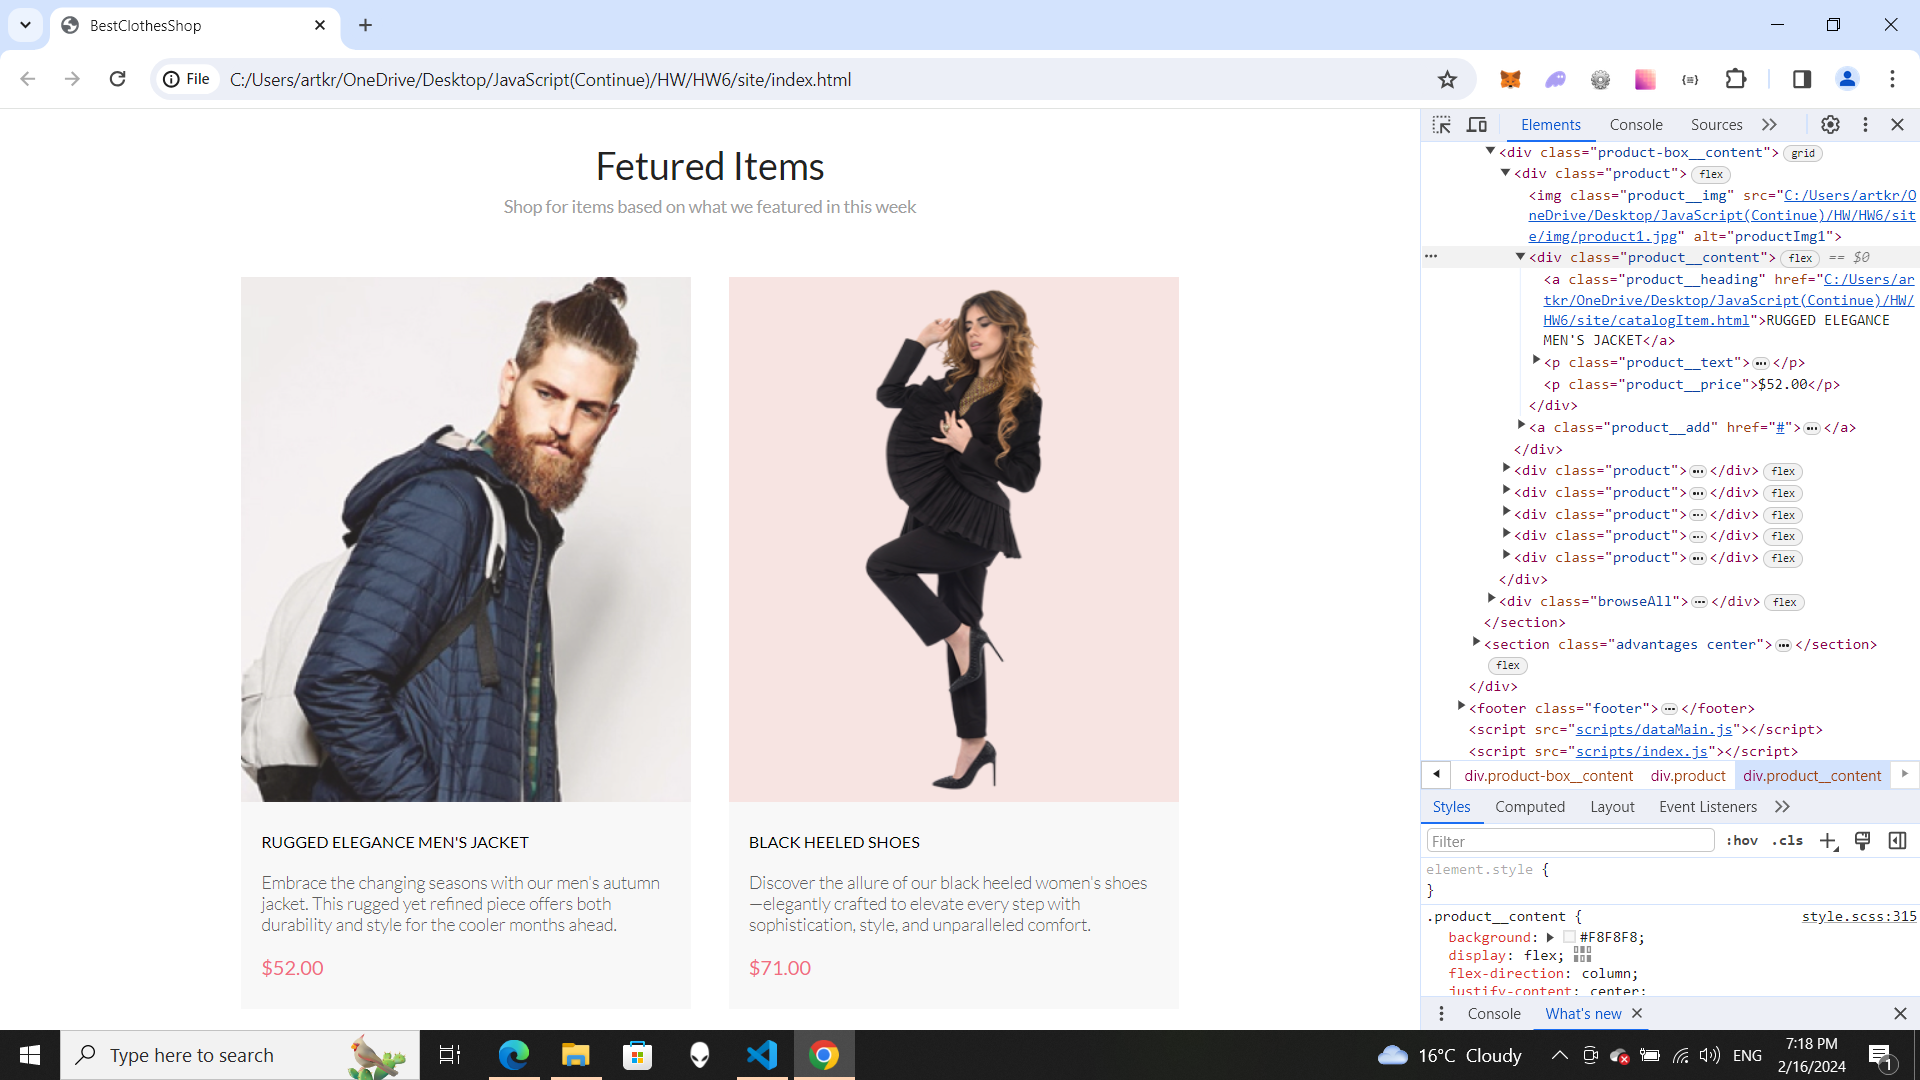 BestClothesShop
File
C:/Users/artkr/OneDrive/Desktop/JavaScript(Continue)/HW/HW6/site/index.html
Fetured Items
Shop for items based on what we featured in this week
RUGGED ELEGANCE MEN'S JACKET
Embrace the changing seasons with our men's autumn
jacket. This rugged yet refined piece offers both
durability and style for the cooler months ahead.
$52.00
BLACK HEELED SHOES
Discover the allure of our black heeled women's shoes
—elegantly crafted to elevate every step with
sophistication, style, and unparalleled comfort.
$71.00
Elements Console Sources
<div class="product-box__content"> grid
<div class="product"> flex
<img class="product__img" src="C:/Users/artkr/O
neDrive/Desktop/JavaScript(Continue)/HW/HW6/sit
e/img/product1.jpg" alt="productImg1">
<div class="product__content"> flex == $0
<a class="product__heading" href="C:/Users/ar
tkr/OneDrive/Desktop/JavaScript(Continue)/HW/
HW6/site/catalogItem.html">RUGGED ELEGANCE
MEN'S JACKET</a>
<p class="product__text">…</p>
<p class="product__price">$52.00</p>
</div>
<a class="product__add" href="#">…</a>
</div>
<div class="product">…</div> flex
<div class="product">…</div> flex
<div class="product">…</div> flex
<div class="product">…</div> flex
<div class="product">…</div> flex
</div>
<div class="browseAll">…</div> flex
</section>
<section class="advantages center">…</section>
flex
</div>
<footer class="footer">…</footer>
<script src="scripts/dataMain.js"></script>
<script src="scripts/index.js"></script>
div.product-box__content div.product div.product__content
Styles Computed Layout Event Listeners
Filter :hov .cls
element.style {
}
.product__content { style.scss:315
background: #F8F8F8;
display: flex;
flex-direction: column;
justify-content: center;
Console What's new
Type here to search
16°C Cloudy
ENG
7:18 PM
2/16/2024
1